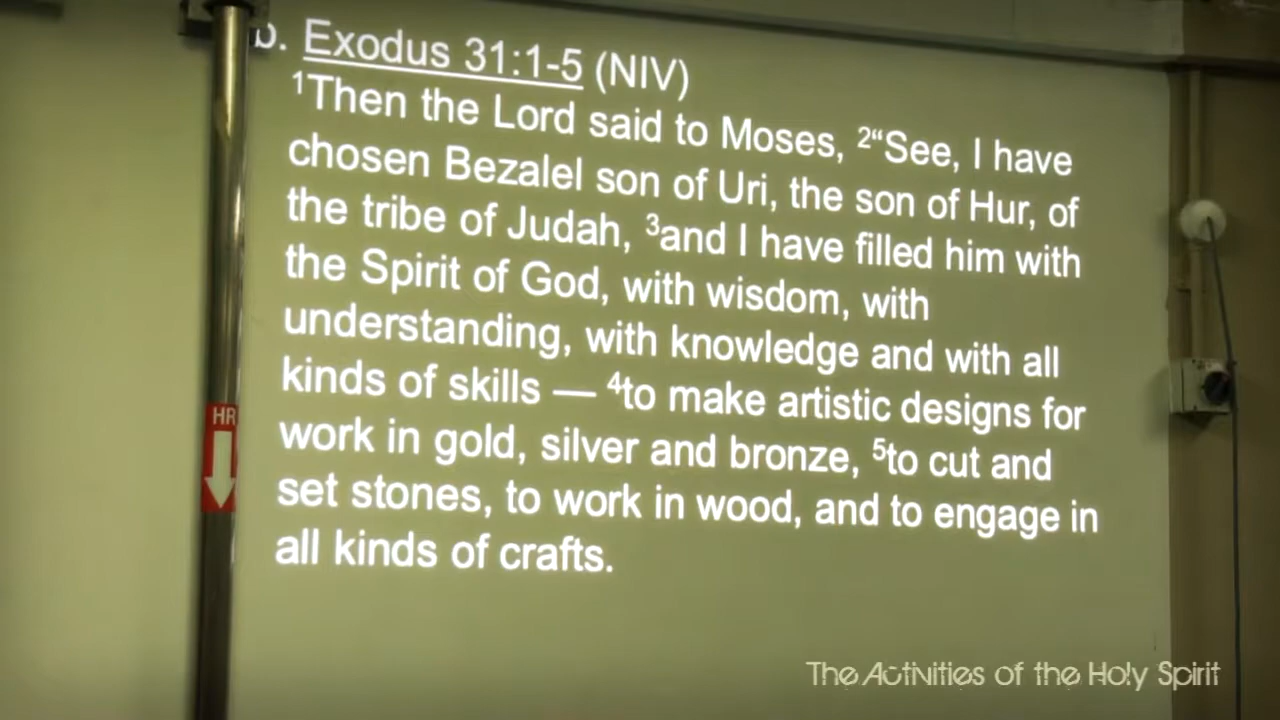 b. Exodus 31:1-5 (NIV)
¹Then the Lord said to Moses, ²“See, I have
chosen Bezalel son of Uri, the son of Hur, of
the tribe of Judah, ³and I have filled him with
the Spirit of God, with wisdom, with
understanding, with knowledge and with all
kinds of skills — ⁴to make artistic designs for
work in gold, silver and bronze, ⁵to cut and
set stones, to work in wood, and to engage in
all kinds of crafts.
HR
The Activities of the Holy Spirit